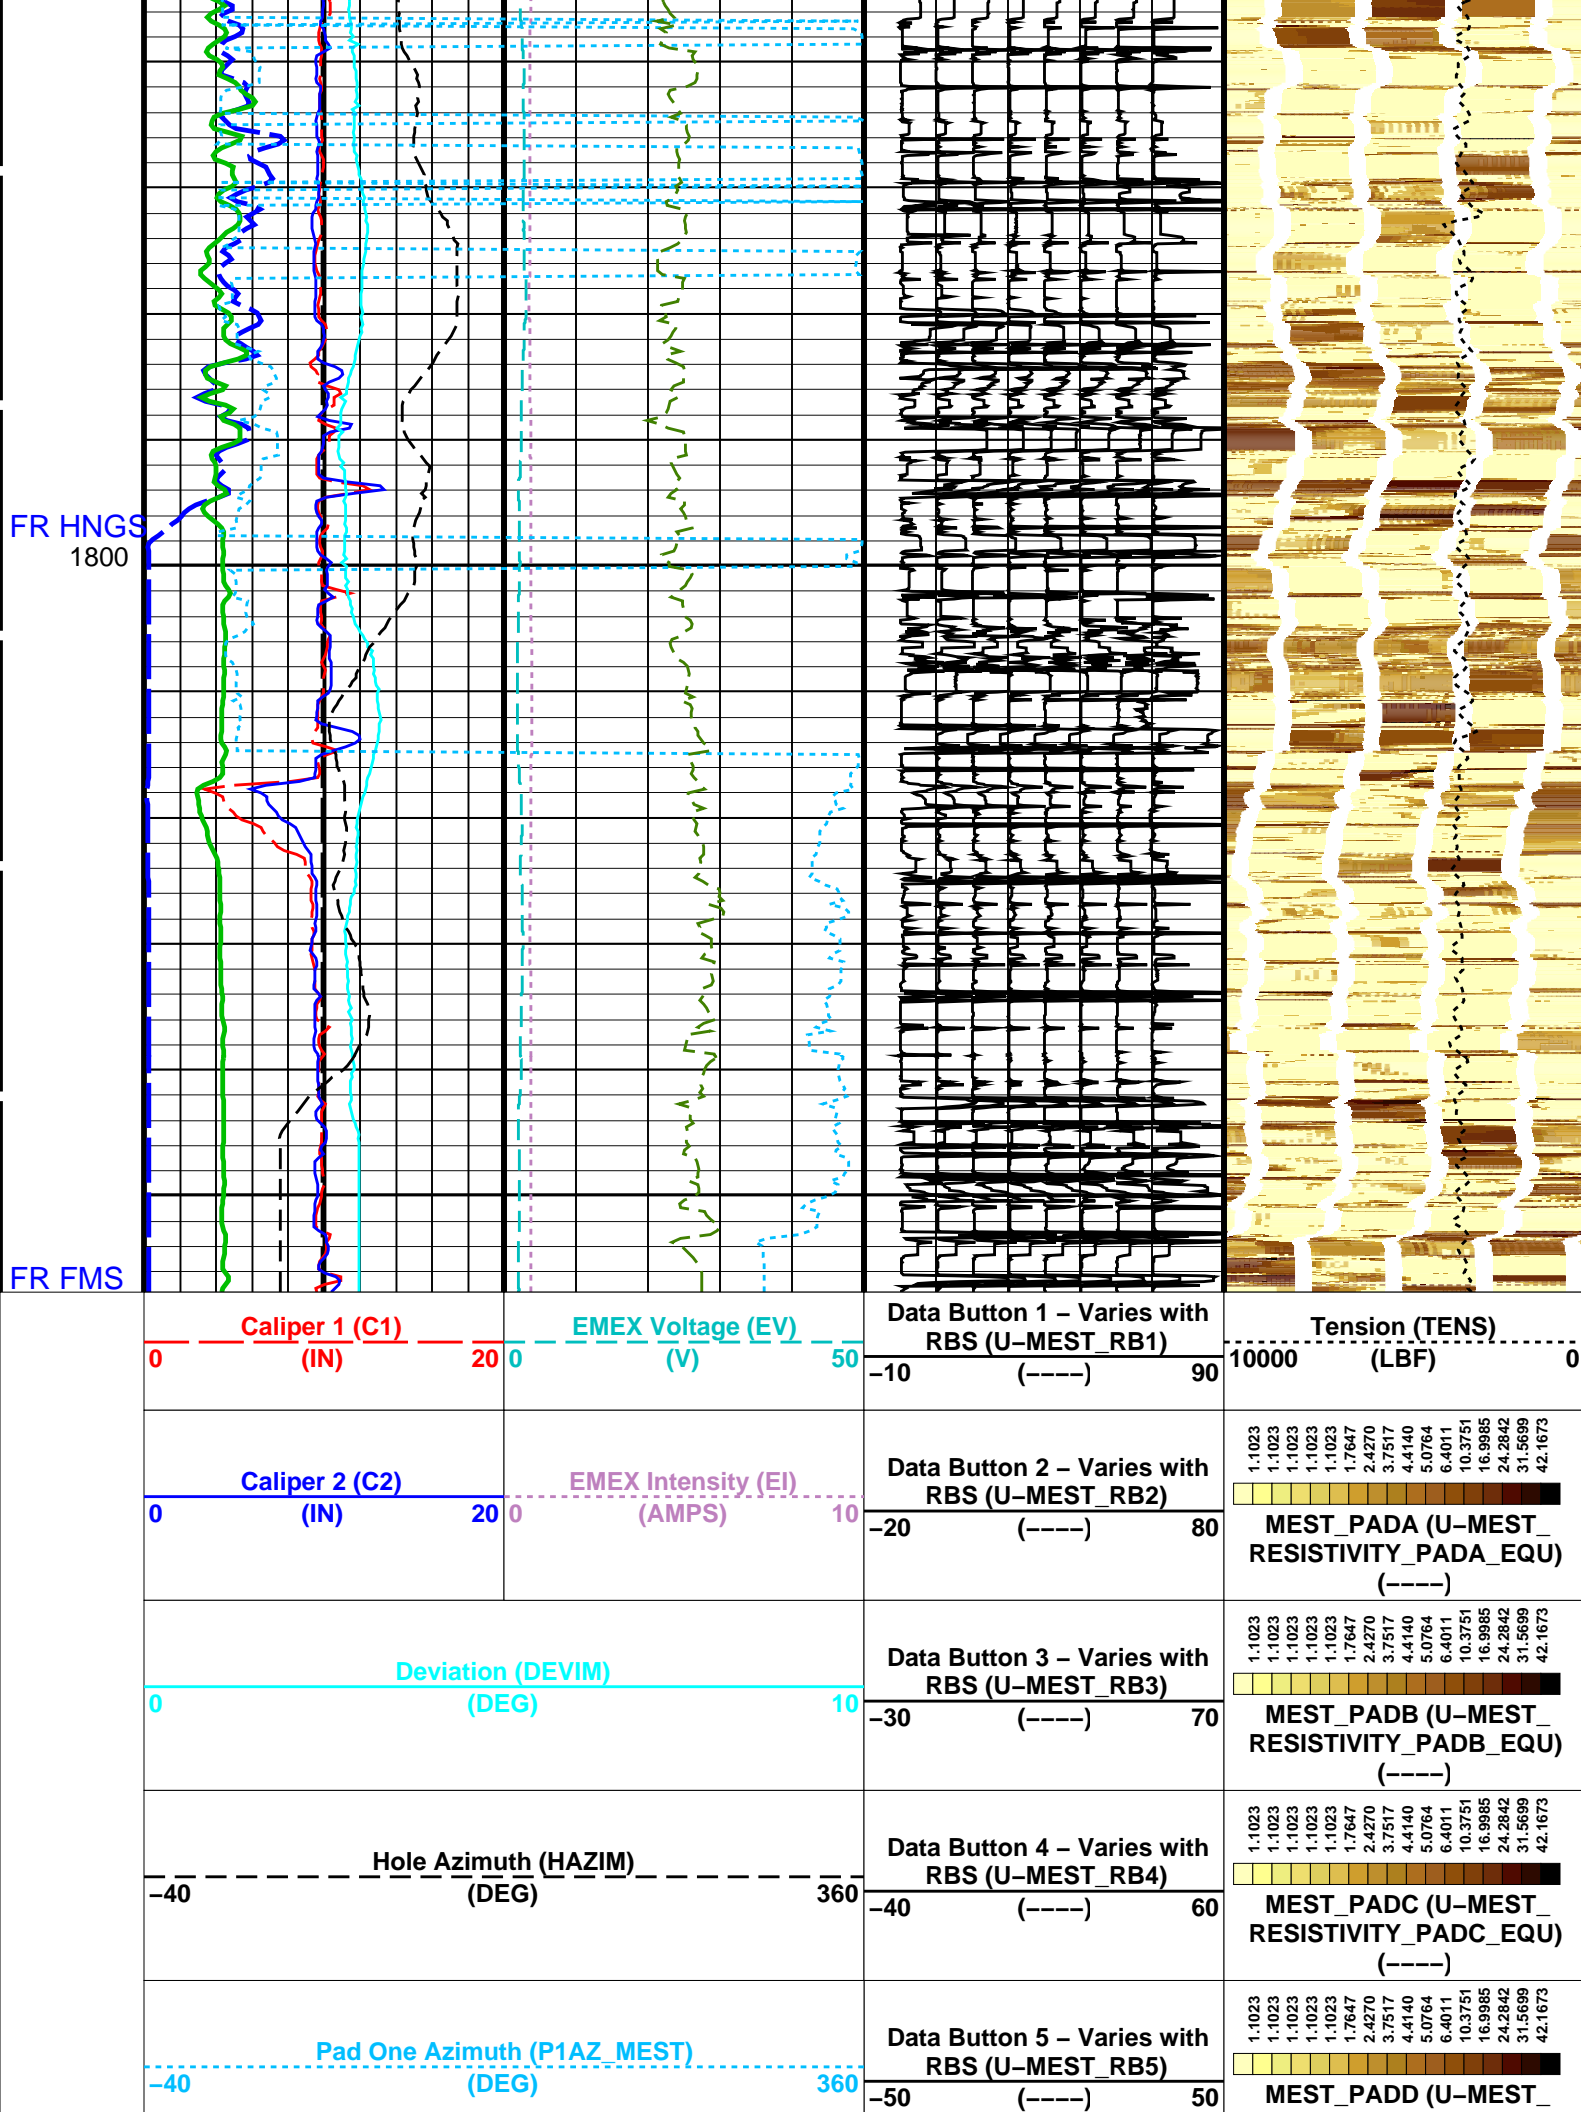 FR HNGS
1800
FR FMS
Caliper 1 (C1)
0 (IN) 20
EMEX Voltage (EV)
0 (V) 50
Data Button 1 – Varies with
RBS (U–MEST_RB1)
–10 (––––) 90
Tension (TENS)
10000 (LBF) 0
Caliper 2 (C2)
0 (IN) 20
EMEX Intensity (EI)
0 (AMPS) 10
Data Button 2 – Varies with
RBS (U–MEST_RB2)
–20 (––––) 80
1.1023 1.1023 1.1023 1.1023 1.1023 1.7647 2.4270 3.7517 4.4140 5.0764 6.4011 10.3751 16.9985 24.2842 31.5699 42.1673
MEST_PADA (U–MEST_
RESISTIVITY_PADA_EQU)
(––––)
Deviation (DEVIM)
0 (DEG) 10
Data Button 3 – Varies with
RBS (U–MEST_RB3)
–30 (––––) 70
1.1023 1.1023 1.1023 1.1023 1.1023 1.7647 2.4270 3.7517 4.4140 5.0764 6.4011 10.3751 16.9985 24.2842 31.5699 42.1673
MEST_PADB (U–MEST_
RESISTIVITY_PADB_EQU)
(––––)
Hole Azimuth (HAZIM)
–40 (DEG) 360
Data Button 4 – Varies with
RBS (U–MEST_RB4)
–40 (––––) 60
1.1023 1.1023 1.1023 1.1023 1.1023 1.7647 2.4270 3.7517 4.4140 5.0764 6.4011 10.3751 16.9985 24.2842 31.5699 42.1673
MEST_PADC (U–MEST_
RESISTIVITY_PADC_EQU)
(––––)
Pad One Azimuth (P1AZ_MEST)
–40 (DEG) 360
Data Button 5 – Varies with
RBS (U–MEST_RB5)
–50 (––––) 50
1.1023 1.1023 1.1023 1.1023 1.1023 1.7647 2.4270 3.7517 4.4140 5.0764 6.4011 10.3751 16.9985 24.2842 31.5699 42.1673
MEST_PADD (U–MEST_